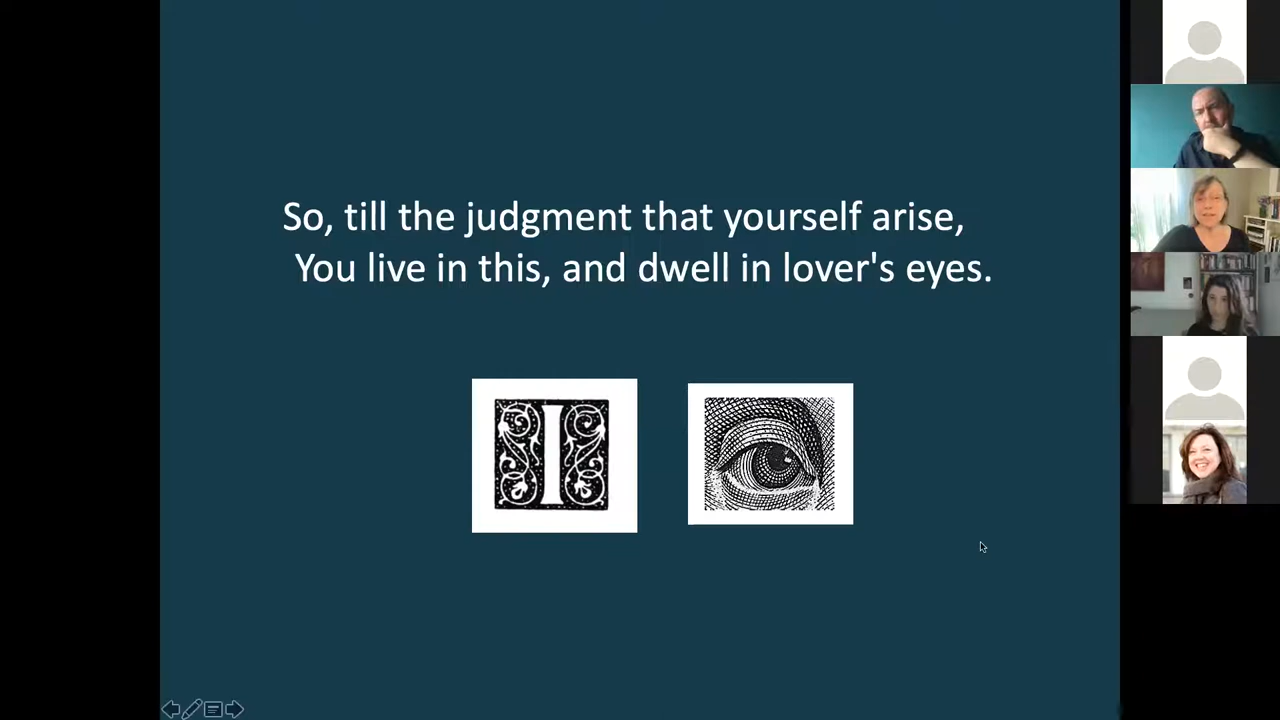 So, till the judgment that yourself arise,
You live in this, and dwell in lover's eyes.
I